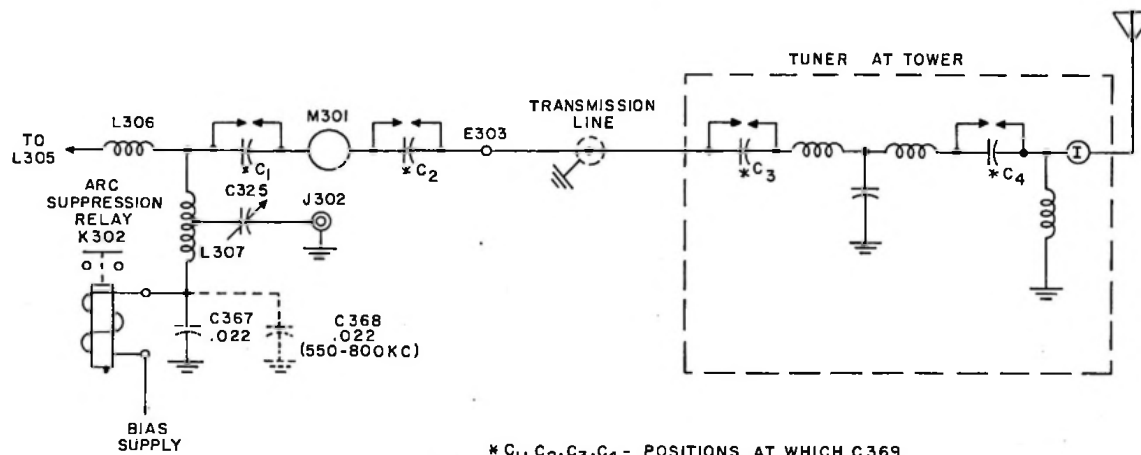 TUNER AT TOWER
TO
L305
L306
M301
*C1
*C2
E303
TRANSMISSION
LINE
*C3
*C4
I
ARC
SUPPRESSION
RELAY
K302
C325
J302
L307
C367
.022
C368
.022
(550-800KC)
BIAS
SUPPLY
*C1, C2, C3, C4 - POSITIONS AT WHICH C369